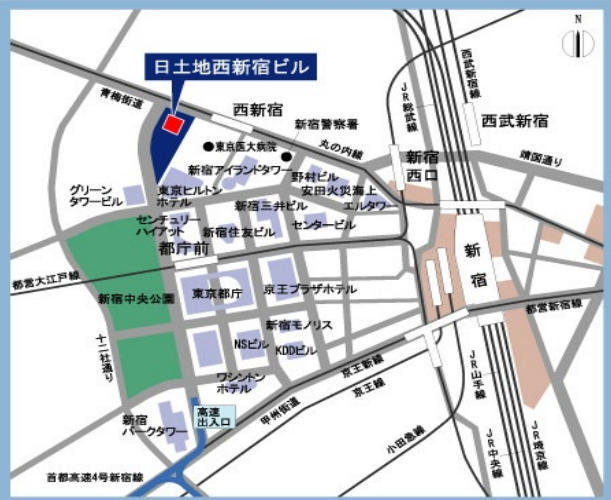 N
日土地西新宿ビル
青梅街道
西新宿
新宿警察署
丸の内線
JR総武線
西武新宿線
西武新宿
靖国通り
東京医大病院
新宿アイランドタワー
野村ビル
新宿
西口
グリーン
タワービル
東京ヒルトン
ホテル
安田火災海上
エルタワー
センチュリー
ハイアット
新宿三井ビル
新宿住友ビル
センタービル
都庁前
新宿
都営大江戸線
新宿中央公園
東京都庁
京王プラザホテル
都営新宿線
十二社通り
新宿モノリス
NSビル
KDDビル
京王新線
京王線
ワシントン
ホテル
JR山手線
高速
出入口
甲州街道
小田急線
新宿
パークタワー
JR中央線
JR埼京線
首都高速4号新宿線